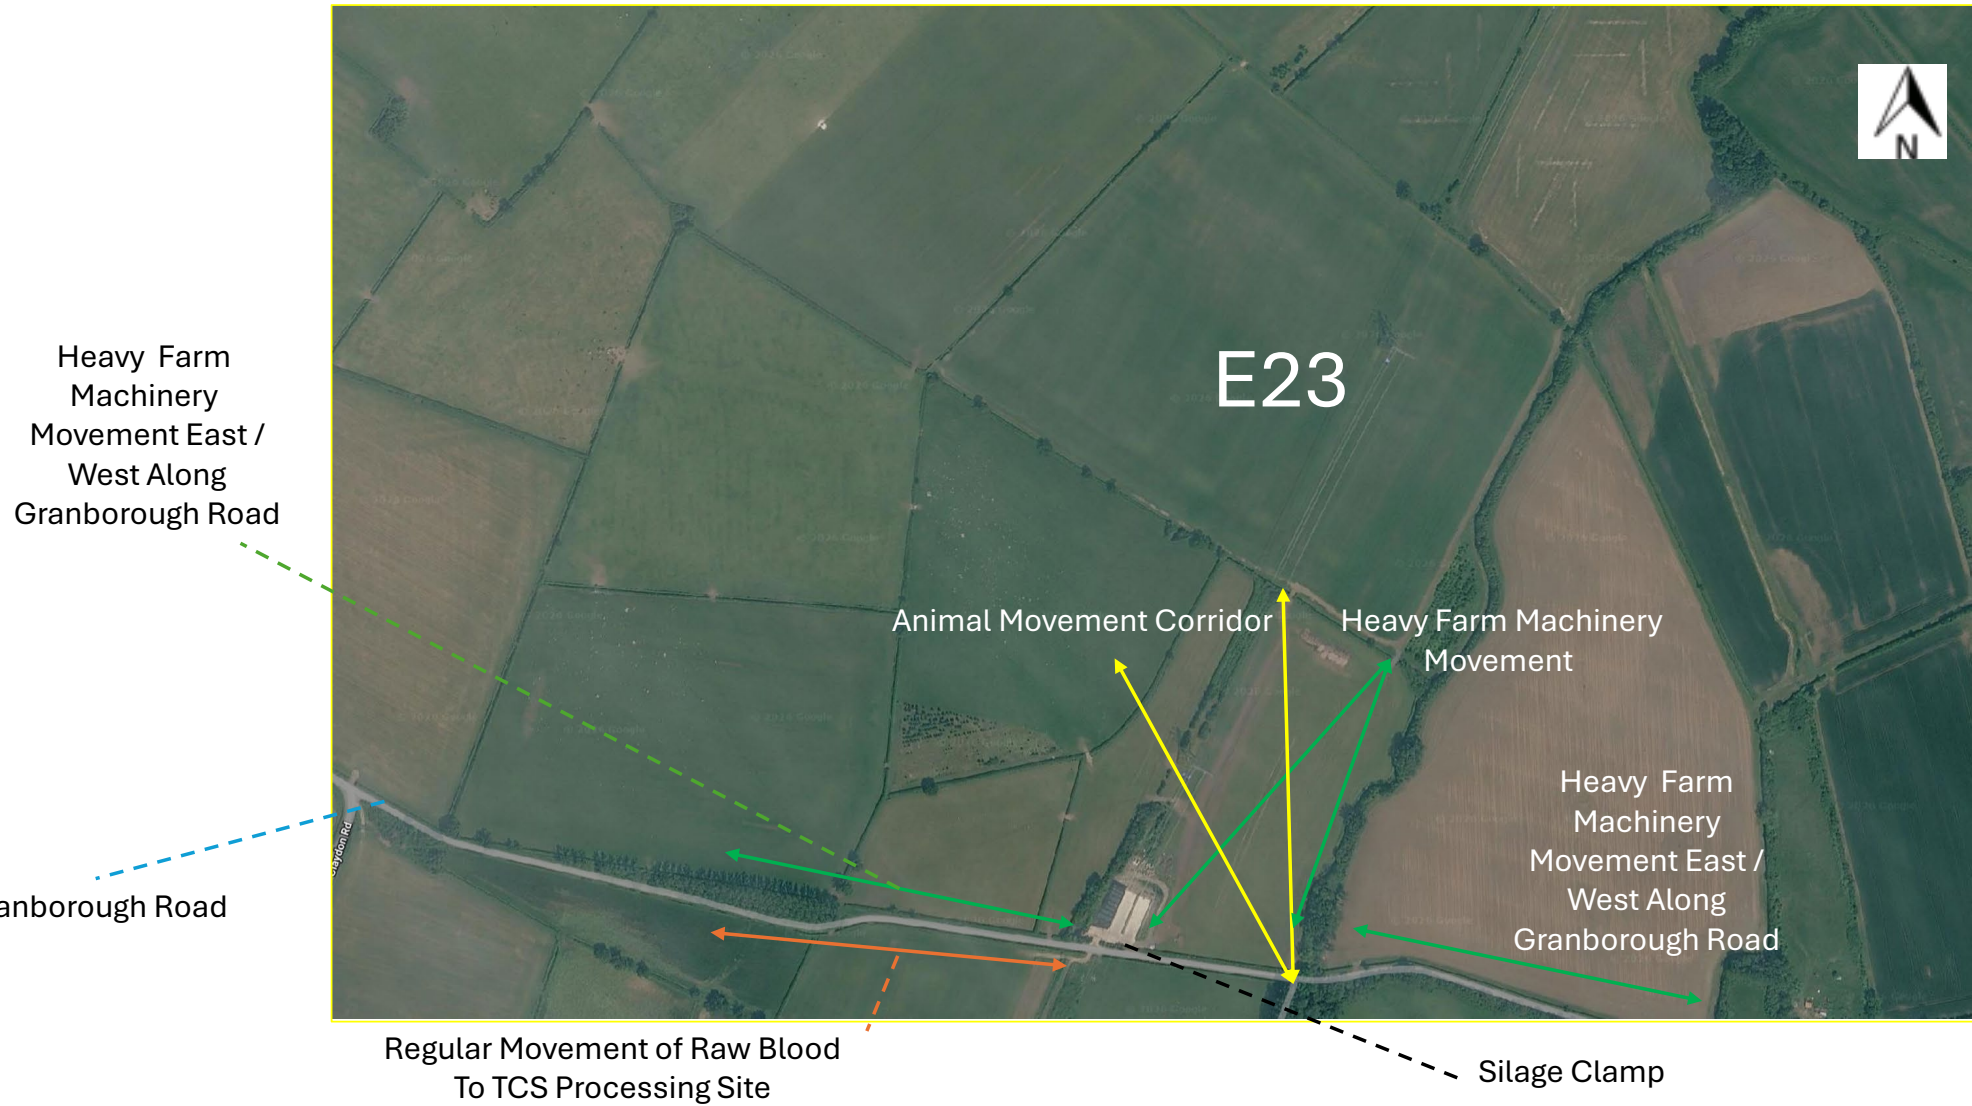 N
E23
Heavy Farm
Machinery
Movement East /
West Along
Granborough Road
Animal Movement Corridor
Heavy Farm Machinery
Movement
Heavy Farm
Machinery
Movement East /
West Along
Granborough Road
anborough Road
Regular Movement of Raw Blood
To TCS Processing Site
Silage Clamp